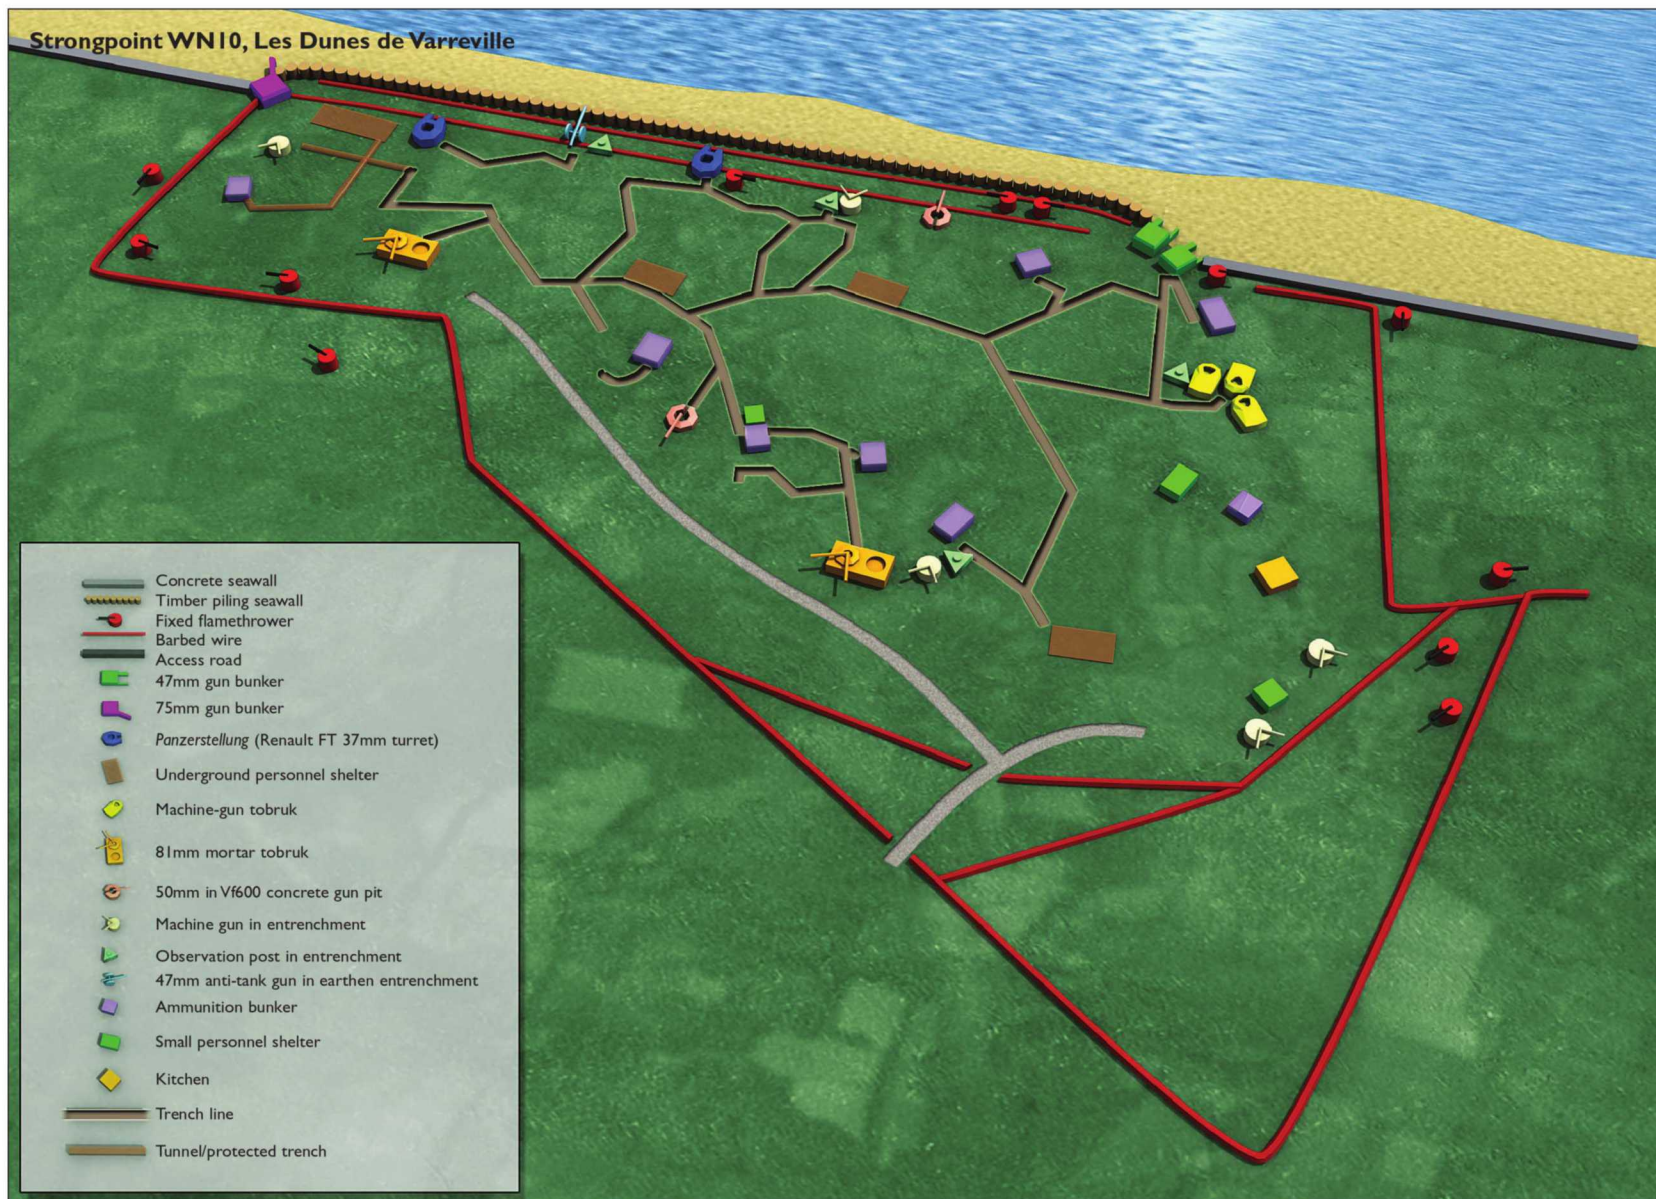 Strongpoint WN10, Les Dunes de Varreville
Concrete seawall
Timber piling seawall
Fixed flamethrower
Barbed wire
Access road
47mm gun bunker
75mm gun bunker
Panzerstellung (Renault FT 37mm turret)
Underground personnel shelter
Machine-gun tobruk
81mm mortar tobruk
50mm in Vf600 concrete gun pit
Machine gun in entrenchment
Observation post in entrenchment
47mm anti-tank gun in earthen entrenchment
Ammunition bunker
Small personnel shelter
Kitchen
Trench line
Tunnel/protected trench